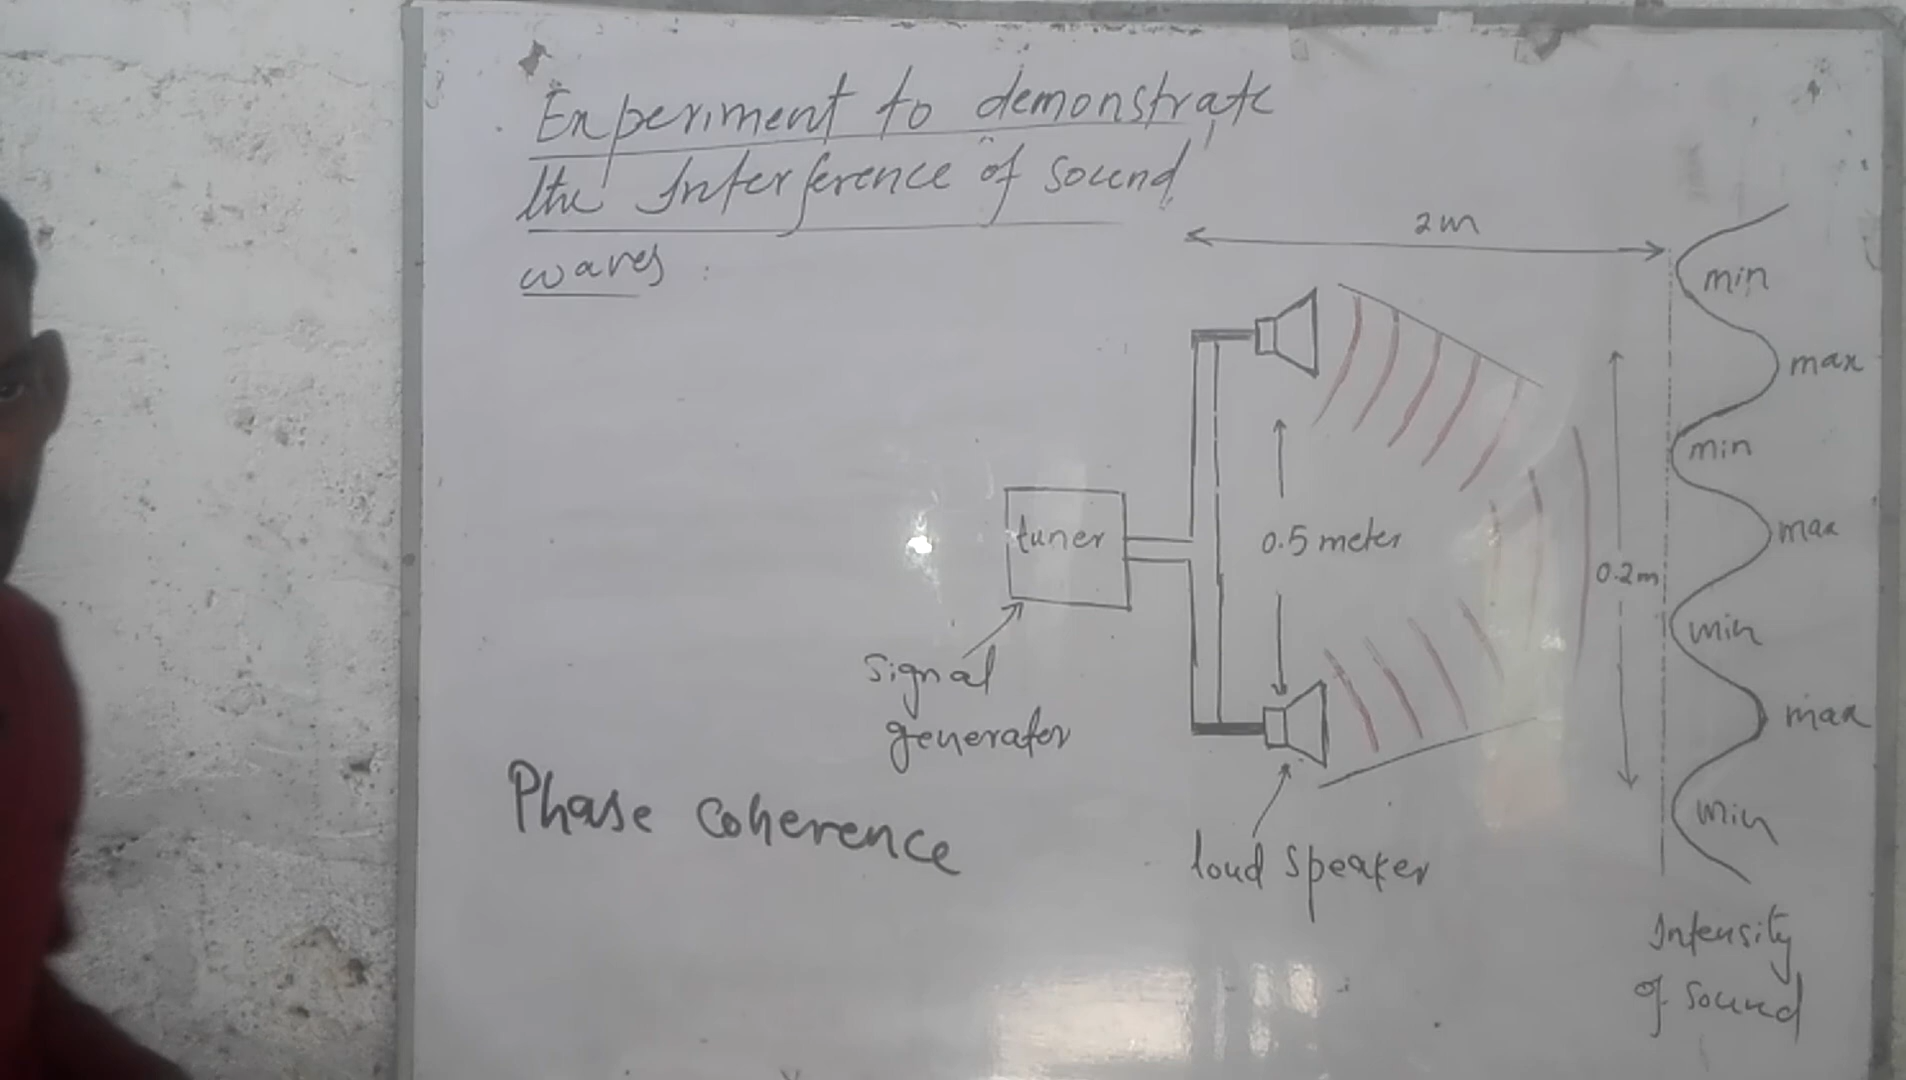 Experiment to demonstrate
the Interference of sound
waves
2m
min
max
min
tuner
0.5 meter
max
0.2m
min
signal
generator
max
Phase coherence
min
loud speaker
Intensity
of sound